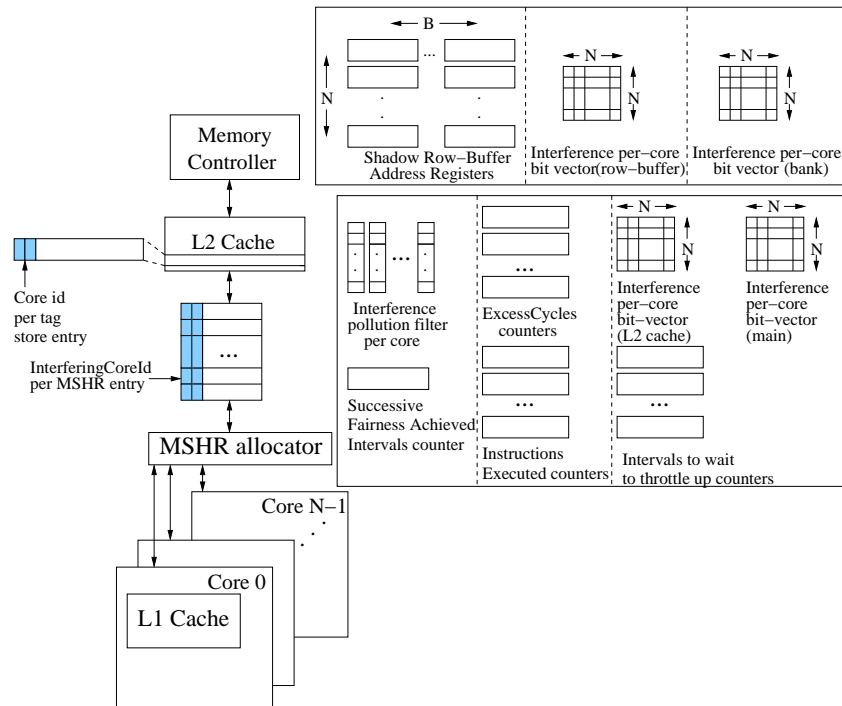 B
...
N
Shadow Row−Buffer
Address Registers
N
N
Interference per−core
bit vector(row−buffer)
N
N
Interference per−core
bit vector (bank)
Memory
Controller
L2 Cache
Core id
per tag
store entry
...
InterferingCoreId
per MSHR entry
MSHR allocator
Core N−1
Core 0
L1 Cache
...
Interference
pollution filter
per core
Successive
Fairness Achieved
Intervals counter
...
ExcessCycles
counters
...
Instructions
Executed counters
N
N
Interference
per−core
bit−vector
(L2 cache)
N
N
Interference
per−core
bit−vector
(main)
...
Intervals to wait
to throttle up counters